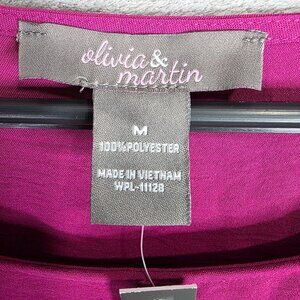 olivia &
martin
M
100% POLYESTER
MADE IN VIETNAM
WPL-11128